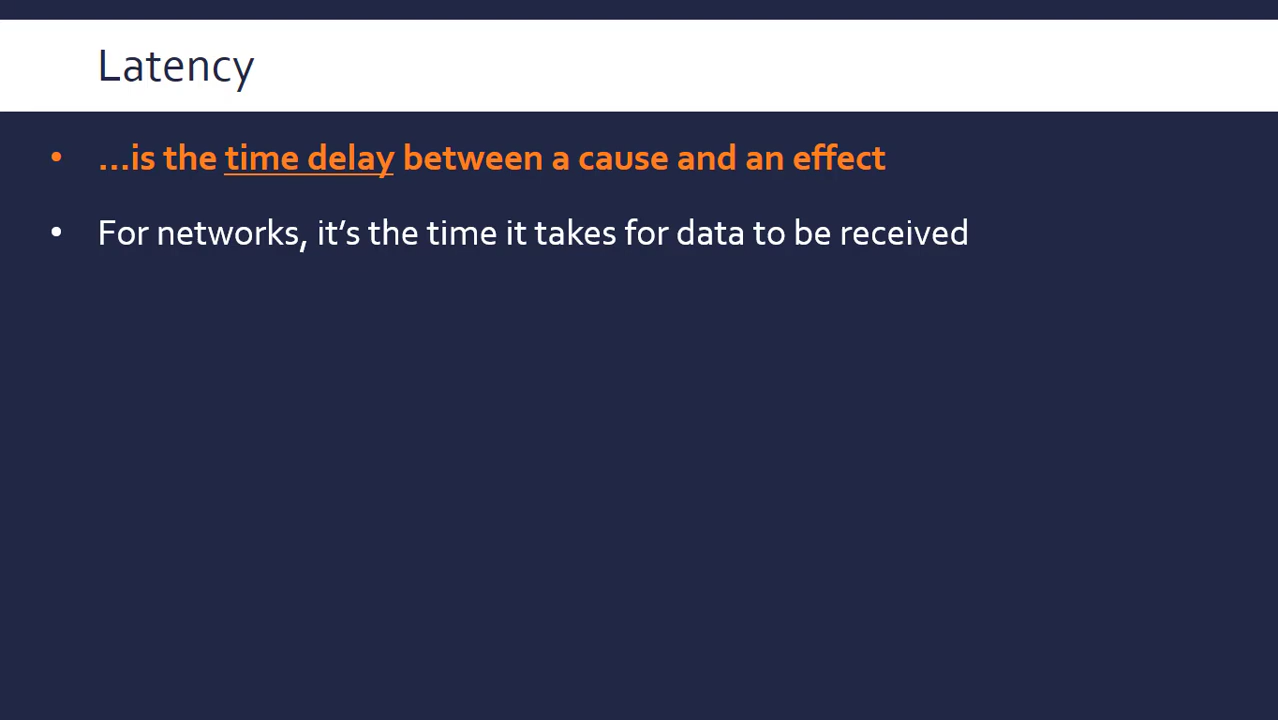 Latency
• …is the time delay between a cause and an effect
• For networks, it’s the time it takes for data to be received